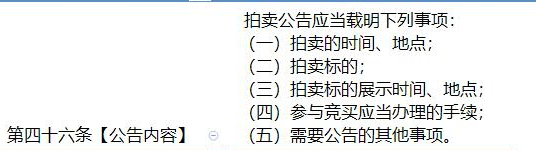 拍卖公告应当载明下列事项：
（一）拍卖的时间、地点；
（二）拍卖标的；
（三）拍卖标的展示时间、地点；
（四）参与竞买应当办理的手续；
第四十六条【公告内容】 （五）需要公告的其他事项。